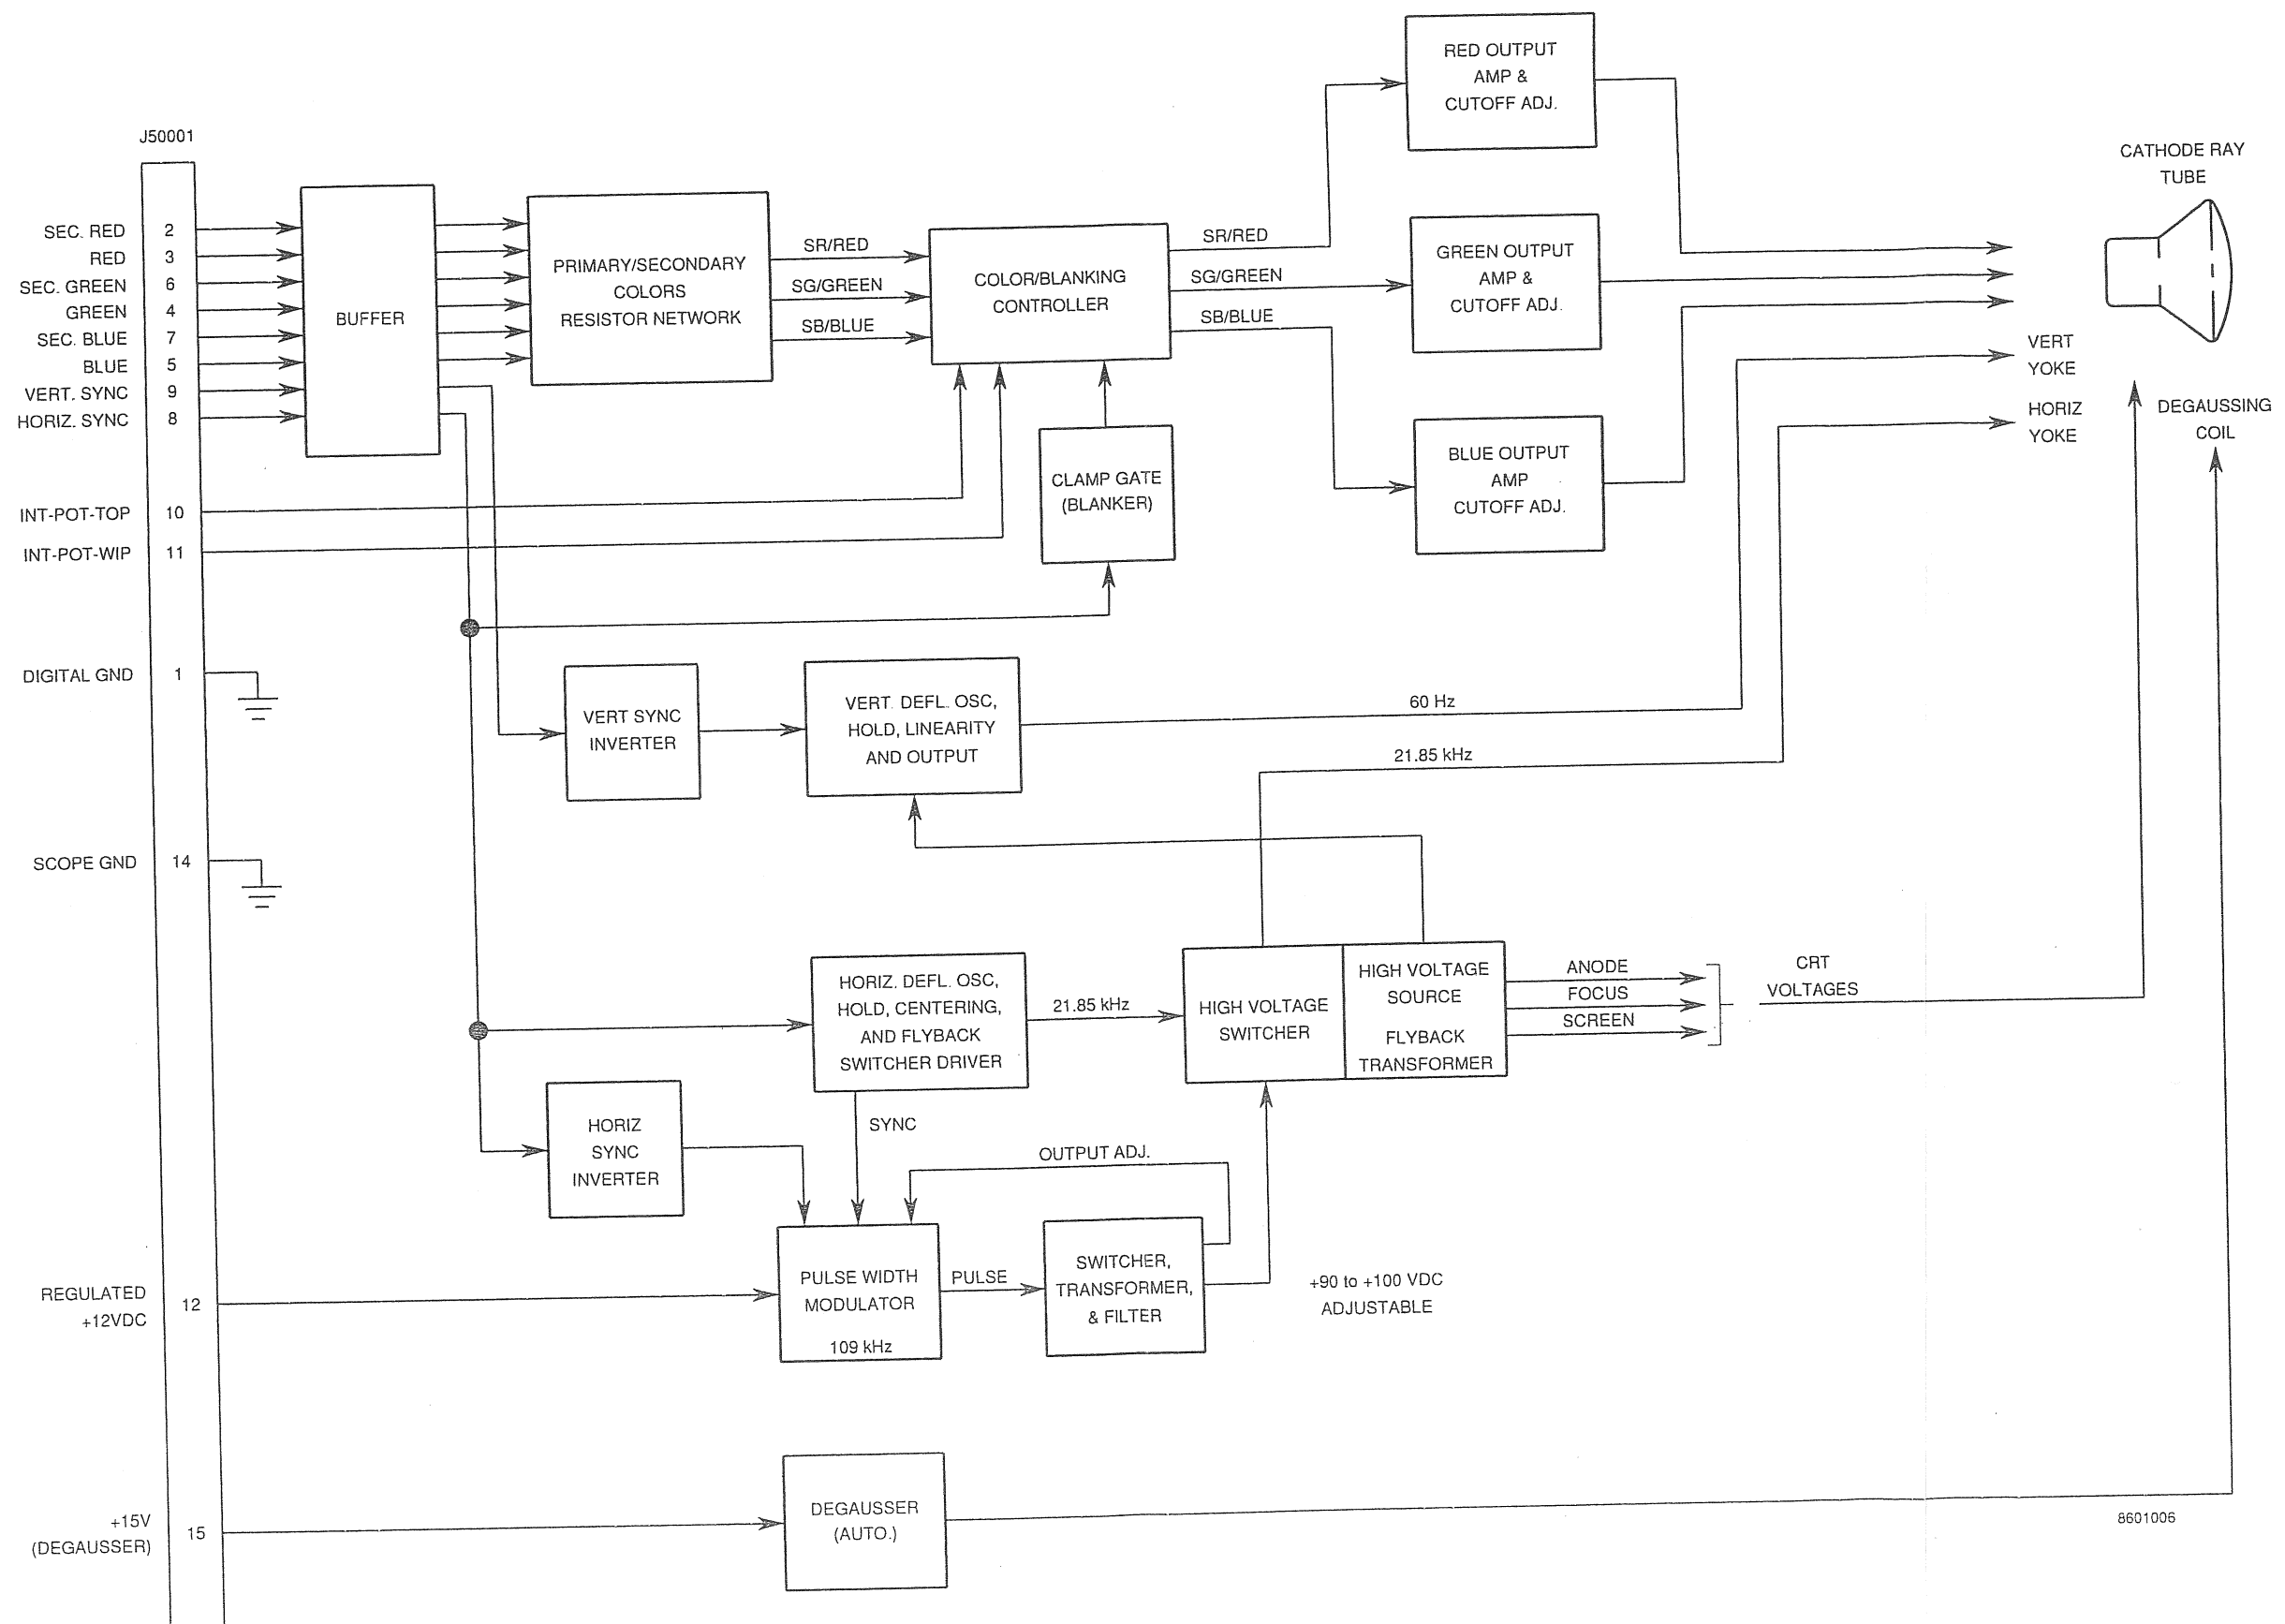 J50001
SEC. RED 2
RED 3
SEC. GREEN 6
GREEN 4
SEC. BLUE 7
BLUE 5
VERT. SYNC 9
HORIZ. SYNC 8
INT-POT-TOP 10
INT-POT-WIP 11
DIGITAL GND 1
SCOPE GND 14
REGULATED
+12VDC
12
+15V
(DEGAUSSER)
15
BUFFER
PRIMARY/SECONDARY
COLORS
RESISTOR NETWORK
SR/RED
SG/GREEN
SB/BLUE
COLOR/BLANKING
CONTROLLER
SR/RED
SG/GREEN
SB/BLUE
RED OUTPUT
AMP &
CUTOFF ADJ.
GREEN OUTPUT
AMP &
CUTOFF ADJ.
BLUE OUTPUT
AMP
CUTOFF ADJ.
CLAMP GATE
(BLANKER)
CATHODE RAY
TUBE
VERT
YOKE
HORIZ
YOKE
DEGAUSSING
COIL
VERT SYNC
INVERTER
VERT. DEFL. OSC,
HOLD, LINEARITY
AND OUTPUT
60 Hz
21.85 kHz
HORIZ. DEFL. OSC,
HOLD, CENTERING,
AND FLYBACK
SWITCHER DRIVER
21.85 kHz
HIGH VOLTAGE
SWITCHER
HIGH VOLTAGE
SOURCE
FLYBACK
TRANSFORMER
ANODE
FOCUS
SCREEN
CRT
VOLTAGES
HORIZ
SYNC
INVERTER
SYNC
OUTPUT ADJ.
PULSE WIDTH
MODULATOR
109 kHz
PULSE
SWITCHER,
TRANSFORMER,
& FILTER
+90 to +100 VDC
ADJUSTABLE
DEGAUSSER
(AUTO.)
8601006